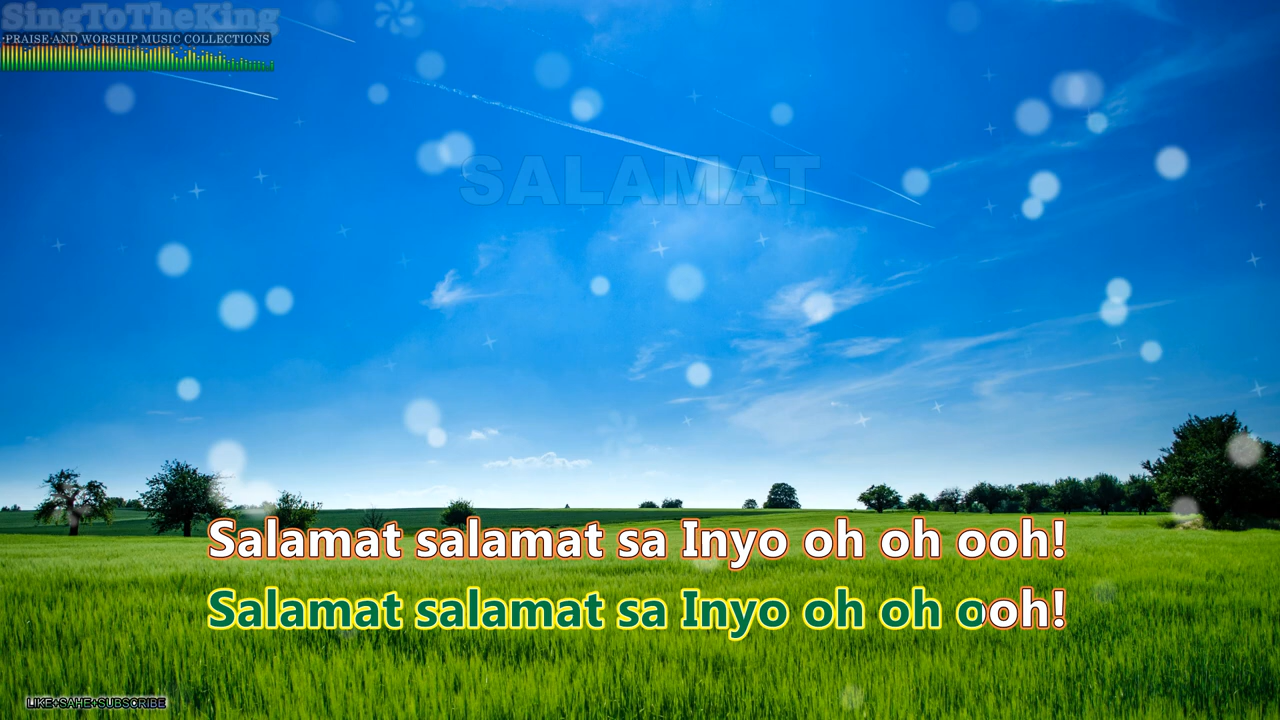 SingToTheKing
PRAISE AND WORSHIP MUSIC COLLECTIONS
SALAMAT
Salamat salamat sa Inyo oh oh ooh!
Salamat salamat sa Inyo oh oh ooh!
LIKE+SAHE+SUBSCRIBE